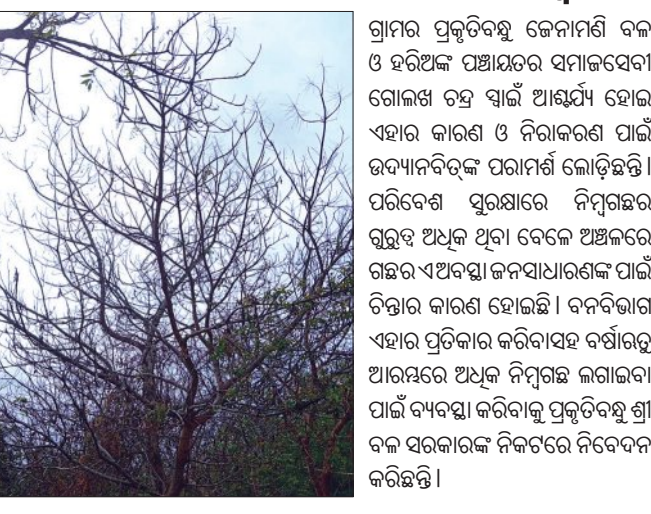 ଗ୍ରାମର ପ୍ରକୃତିବନ୍ଧୁ ଜେନାମଣି ବଳ
ଓ ହରିଅଙ୍କ ପଞ୍ଚାୟତର ସମାଜସେବୀ
ଗୋଲଖ ଚନ୍ଦ୍ର ସ୍ୱାଇଁ ଆଶ୍ଚର୍ଯ୍ୟ ହୋଇ
ଏହାର କାରଣ ଓ ନିରାକରଣ ପାଇଁ
ଉଦ୍ୟାନବିତ୍‌ଙ୍କ ପରାମର୍ଶ ଲୋଡ଼ିଛନ୍ତି।
ପରିବେଶ ସୁରକ୍ଷାରେ ନିମ୍ବଗଛର
ଗୁରୁତ୍ୱ ଅଧିକ ଥିବା ବେଳେ ଅଞ୍ଚଳରେ
ଗଛର ଏ ଅବସ୍ଥା ଜନସାଧାରଣଙ୍କ ପାଇଁ
ଚିନ୍ତାର କାରଣ ହୋଇଛି। ବନବିଭାଗ
ଏହାର ପ୍ରତିକାର କରିବାସହ ବର୍ଷାଋତୁ
ଆରମ୍ଭରେ ଅଧିକ ନିମ୍ବଗଛ ଲଗାଇବା
ପାଇଁ ବ୍ୟବସ୍ଥା କରିବାକୁ ପ୍ରକୃତିବନ୍ଧୁ ଶ୍ରୀ
ବଳ ସରକାରଙ୍କ ନିକଟରେ ନିବେଦନ
କରିଛନ୍ତି।